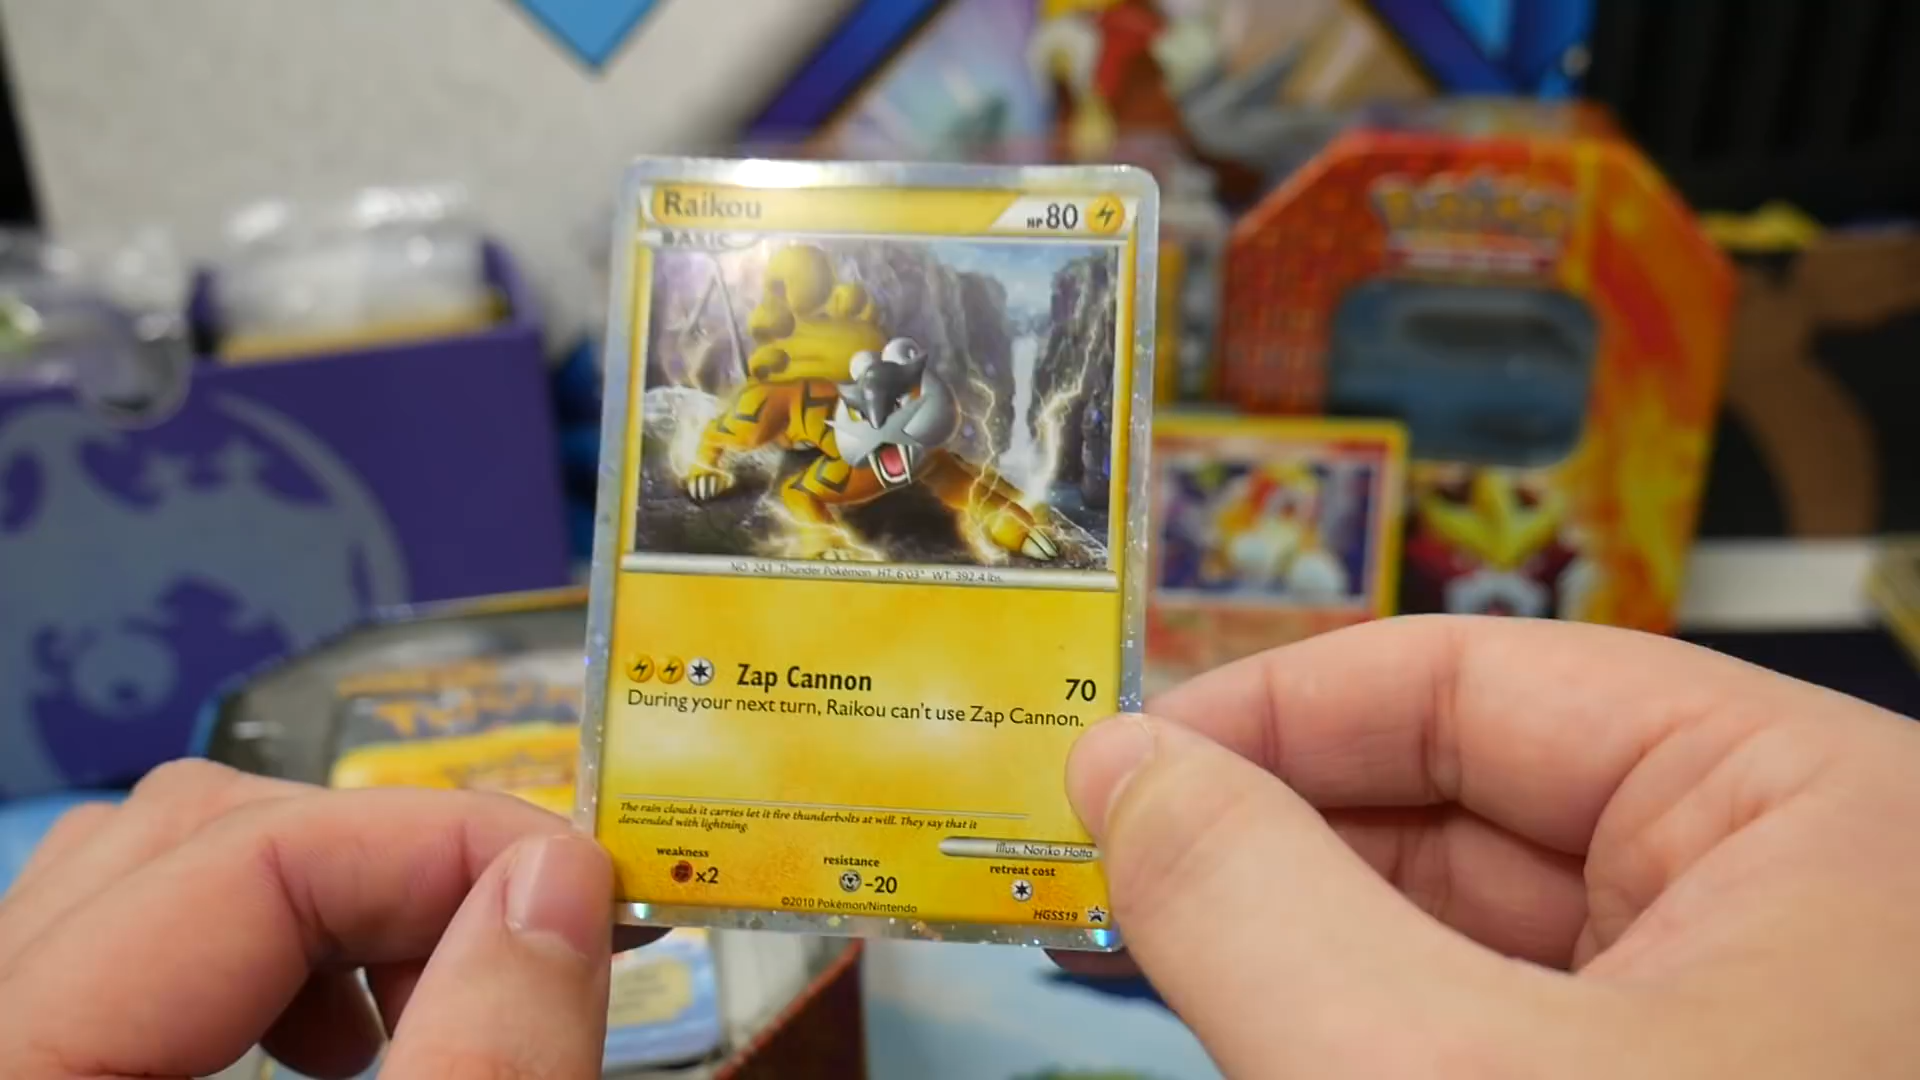 Raikou
HP 80
BASIC
NO. 243 Thunder Pokémon HT: 6'03" WT: 392.4 lbs.
Zap Cannon 70
During your next turn, Raikou can't use Zap Cannon.
The rain clouds it carries let it fire thunderbolts at will. They say that it
descended with lightning.
Illus. Noriko Hotta
weakness resistance retreat cost
x2 -20
©2010 Pokémon/Nintendo
HGSS19